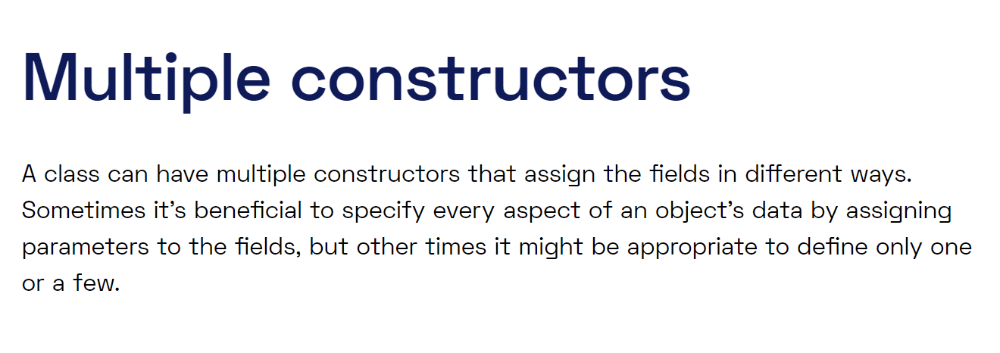 Multiple constructors
A class can have multiple constructors that assign the fields in different ways.
Sometimes it’s beneficial to specify every aspect of an object’s data by assigning
parameters to the fields, but other times it might be appropriate to define only one
or a few.